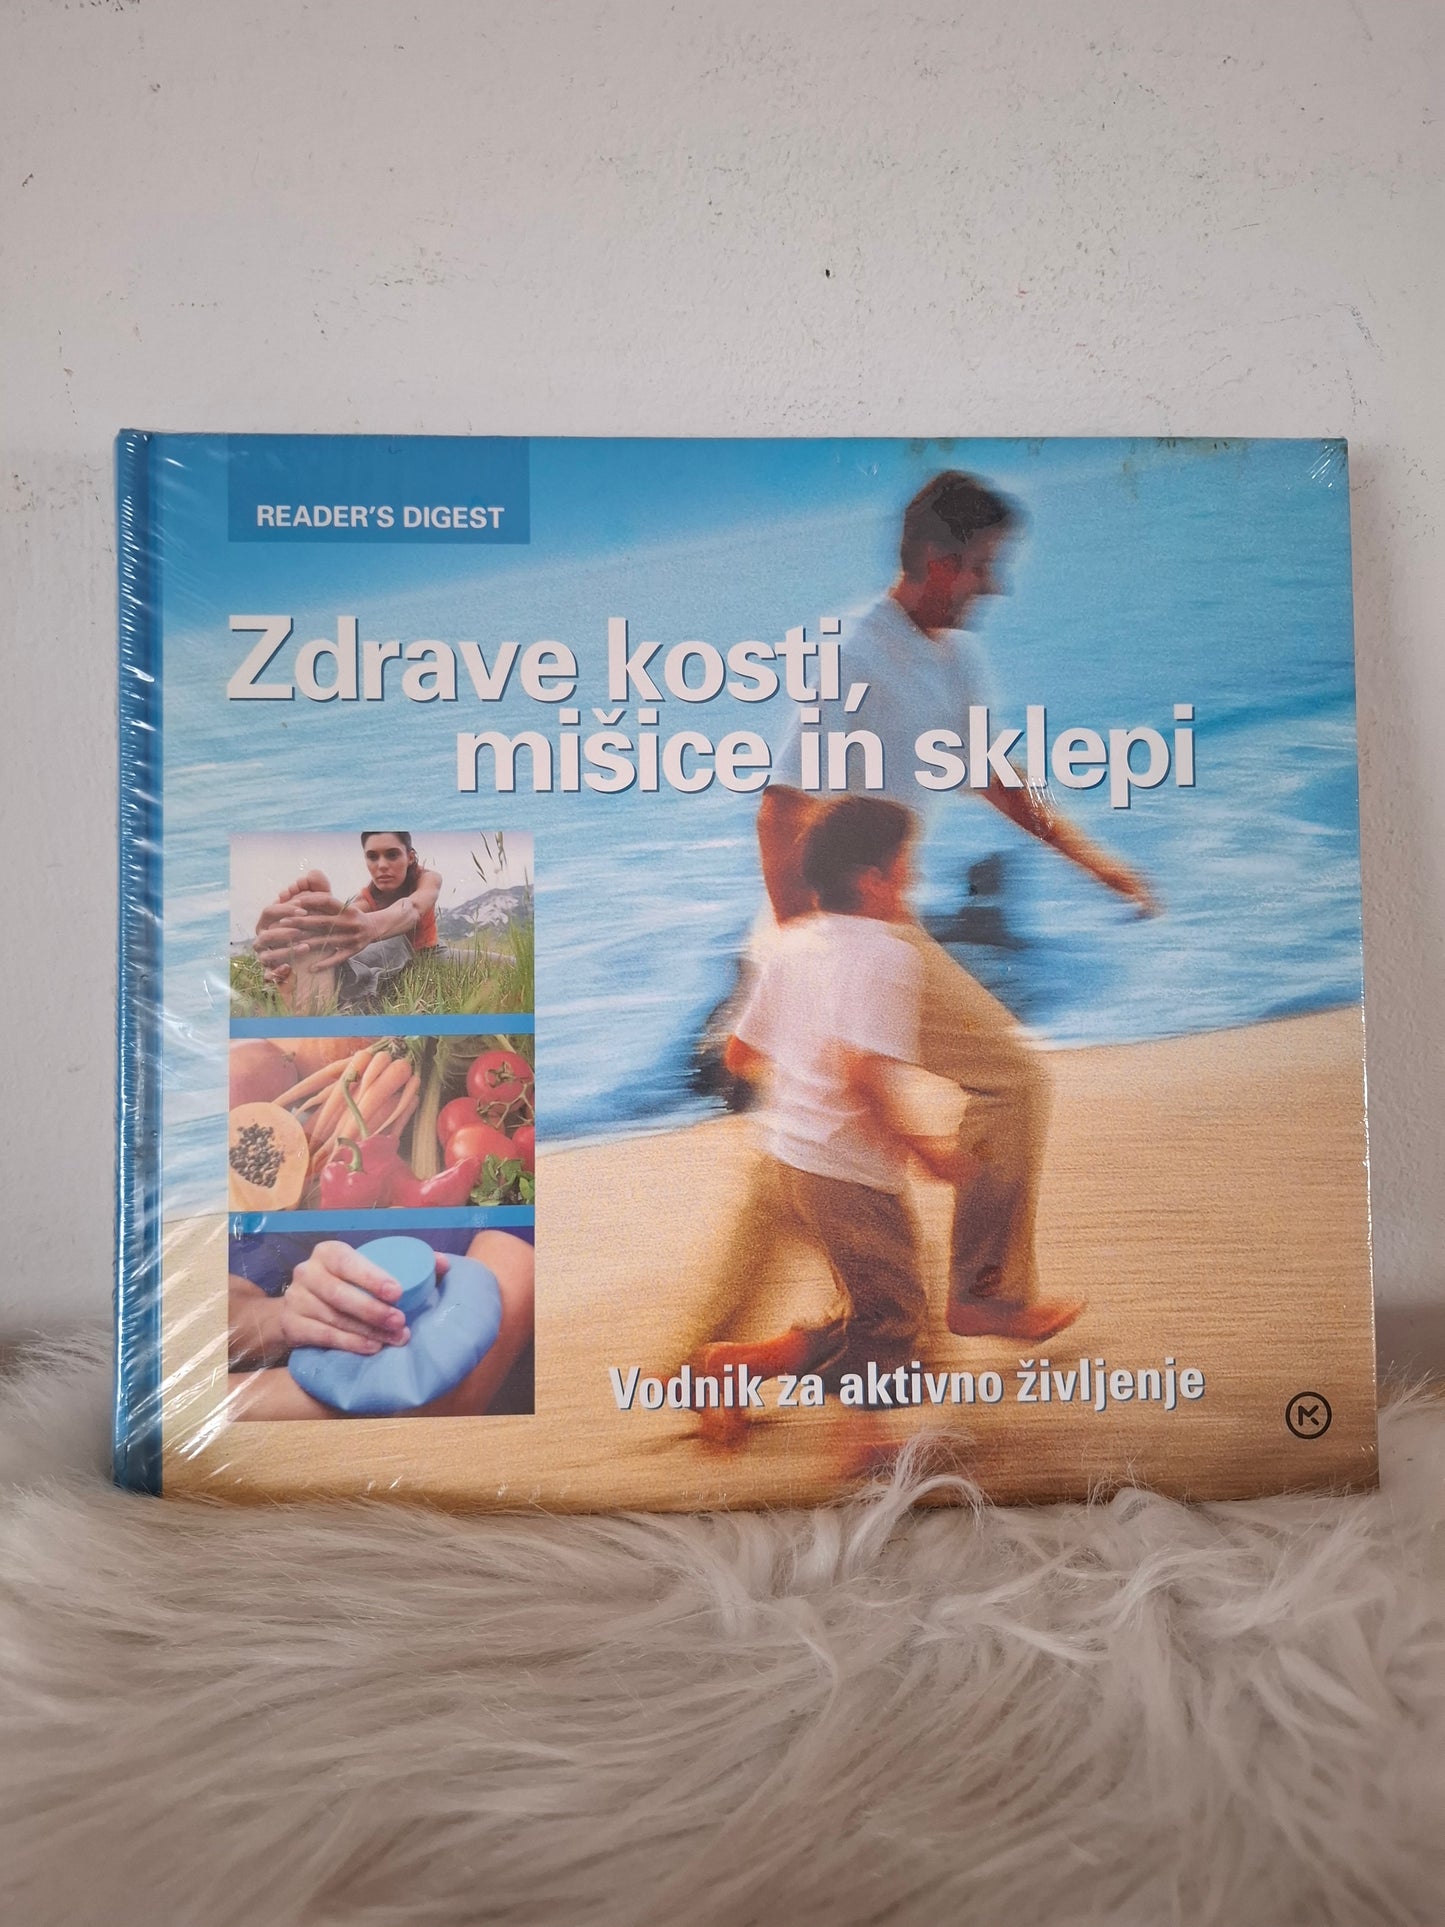 READER'S DIGEST
Zdrave kosti,
mišice in sklepi
Vodnik za aktivno življenje